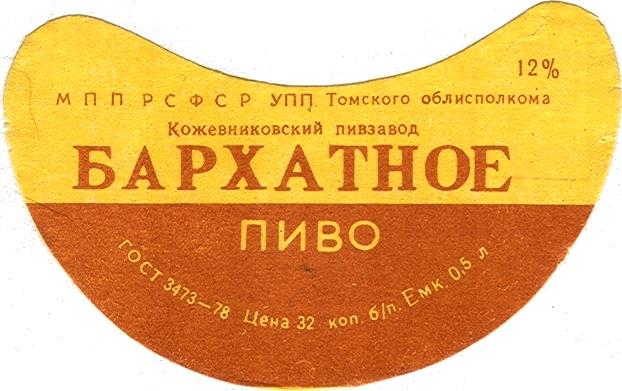 12%
МПП РСФСР УПП. Томского облисполкома
Кожевниковский пивзавод
БАРХАТНОЕ
ПИВО
ГОСТ 3473—78 Цена 32 коп. б/п. Емк. 0,5 л